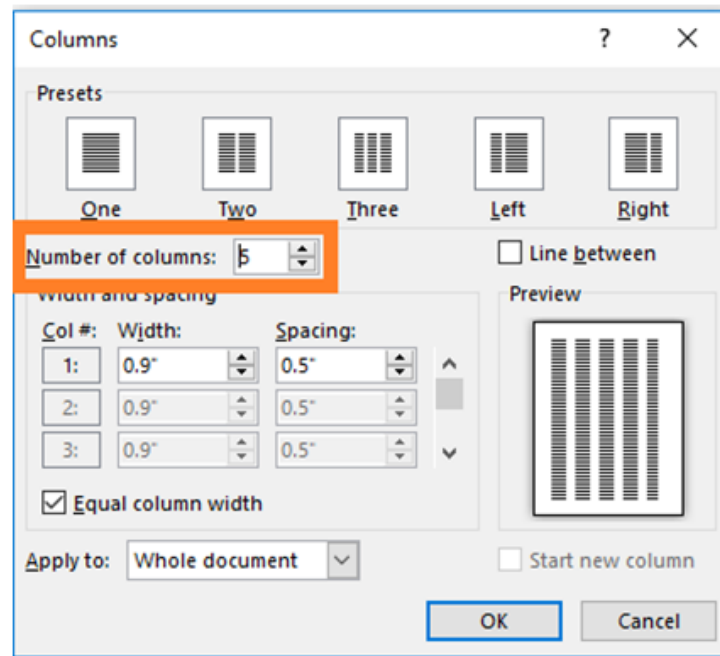 Columns ?
Presets
One Two Three Left Right
Number of columns: 5 Line between
Width and spacing Preview
Col #: Width: Spacing:
1: 0.9" 0.5"
2: 0.9" 0.5"
3: 0.9" 0.5"
Equal column width
Apply to: Whole document Start new column
OK Cancel